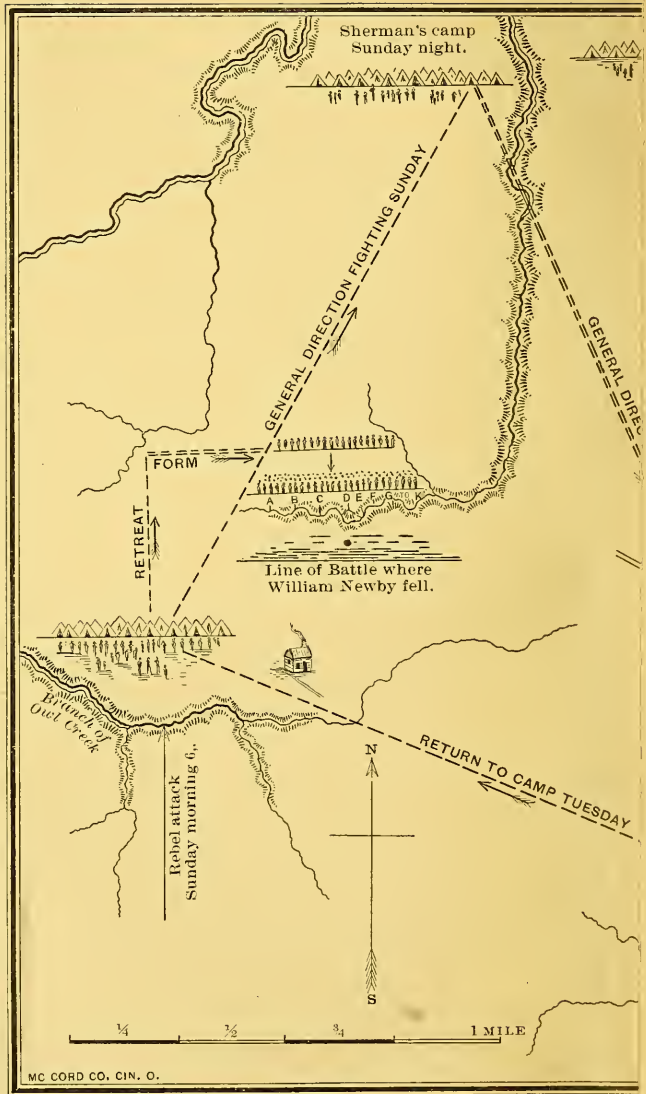 Sherman's camp
Sunday night.
GENERAL DIRECTION FIGHTING SUNDAY
GENERAL DIREC
FORM
RETREAT
A B C D E F G TO K
Line of Battle where
William Newby fell.
Branch of
Owl Creek
Rebel attack
Sunday morning 6,.
RETURN TO CAMP TUESDAY
N
S
1/4 1/2 3/4 1 MILE
MC CORD CO, CIN. O.